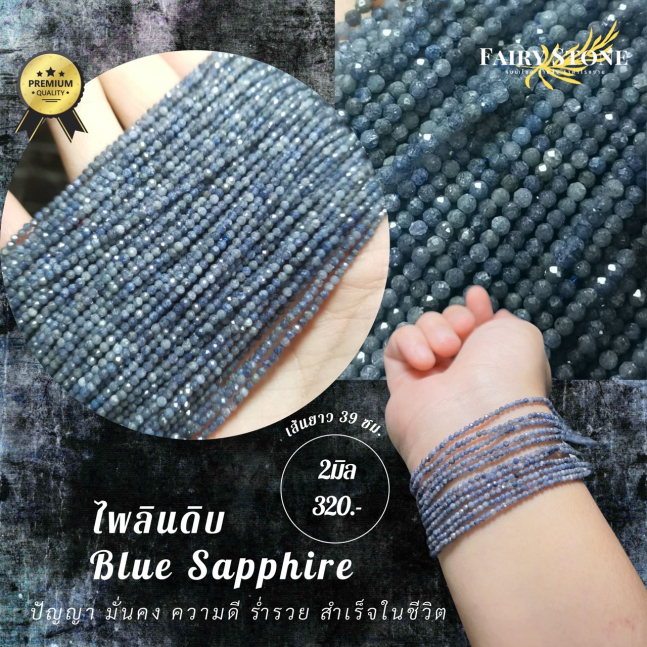 PREMIUM
QUALITY
FAIRY STONE
เส้นยาว 39 ซม.
2มิล
320.-
ไพลินดิบ
Blue Sapphire
ปัญญา มั่นคง ความดี ร่ำรวย สำเร็จในชีวิต